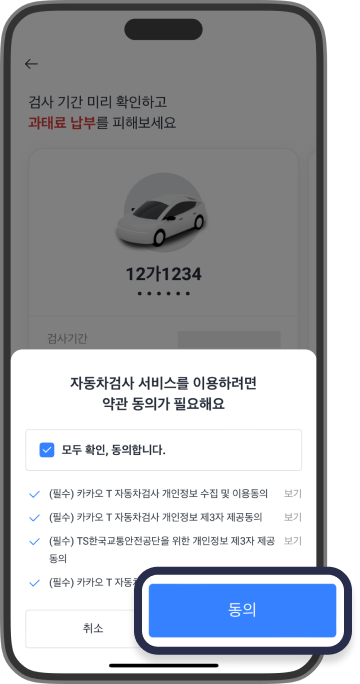 검사 기간 미리 확인하고
과태료 납부를 피해보세요
12가1234
검사기간
자동차검사 서비스를 이용하려면
약관 동의가 필요해요
모두 확인, 동의합니다.
(필수) 카카오 T 자동차검사 개인정보 수집 및 이용동의 보기
(필수) 카카오 T 자동차검사 개인정보 제3자 제공동의 보기
(필수) TS한국교통안전공단을 위한 개인정보 제3자 제공 보기
동의
(필수) 카카오 T
취소
동의